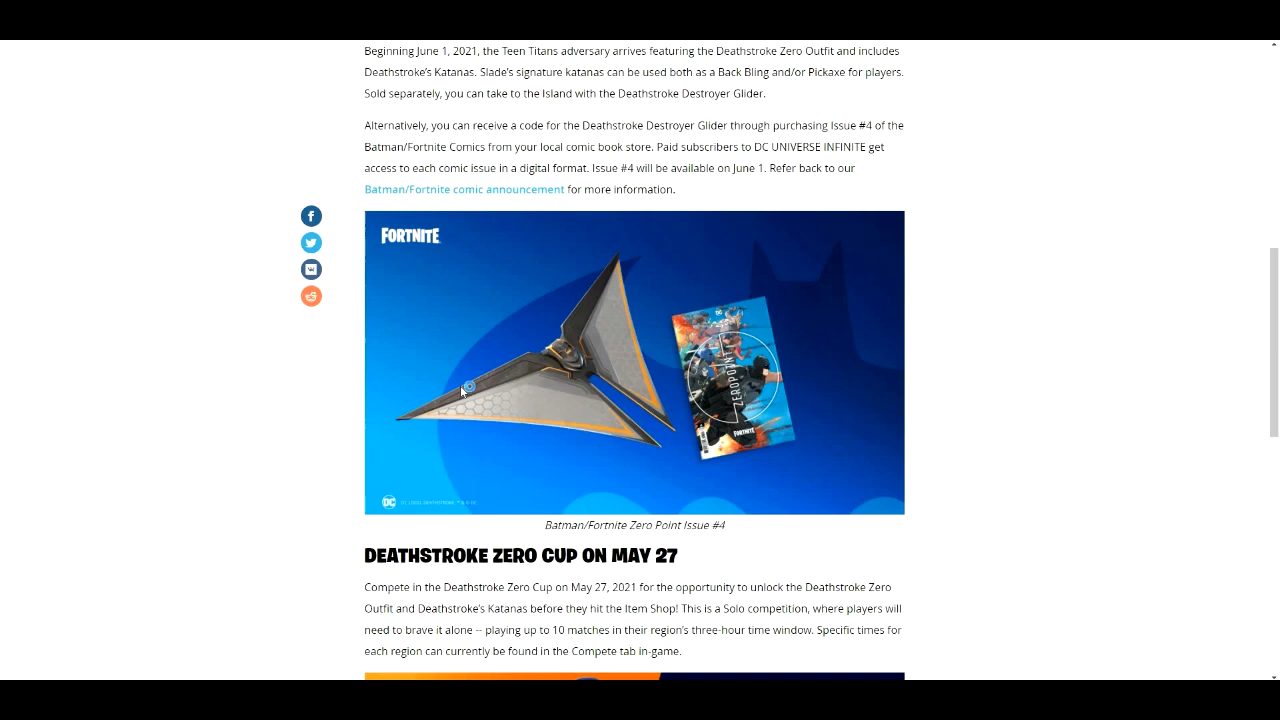 Beginning June 1, 2021, the Teen Titans adversary arrives featuring the Deathstroke Zero Outfit and includes
Deathstroke's Katanas. Slade's signature katanas can be used both as a Back Bling and/or Pickaxe for players.
Sold separately, you can take to the Island with the Deathstroke Destroyer Glider.
Alternatively, you can receive a code for the Deathstroke Destroyer Glider through purchasing Issue #4 of the
Batman/Fortnite Comics from your local comic book store. Paid subscribers to DC UNIVERSE INFINITE get
access to each comic issue in a digital format. Issue #4 will be available on June 1. Refer back to our
Batman/Fortnite comic announcement for more information.
FORTNITE
ZERO POINT
FORTNITE
DC
Batman/Fortnite Zero Point Issue #4
DEATHSTROKE ZERO CUP ON MAY 27
Compete in the Deathstroke Zero Cup on May 27, 2021 for the opportunity to unlock the Deathstroke Zero
Outfit and Deathstroke's Katanas before they hit the Item Shop! This is a Solo competition, where players will
need to brave it alone -- playing up to 10 matches in their region's three-hour time window. Specific times for
each region can currently be found in the Compete tab in-game.